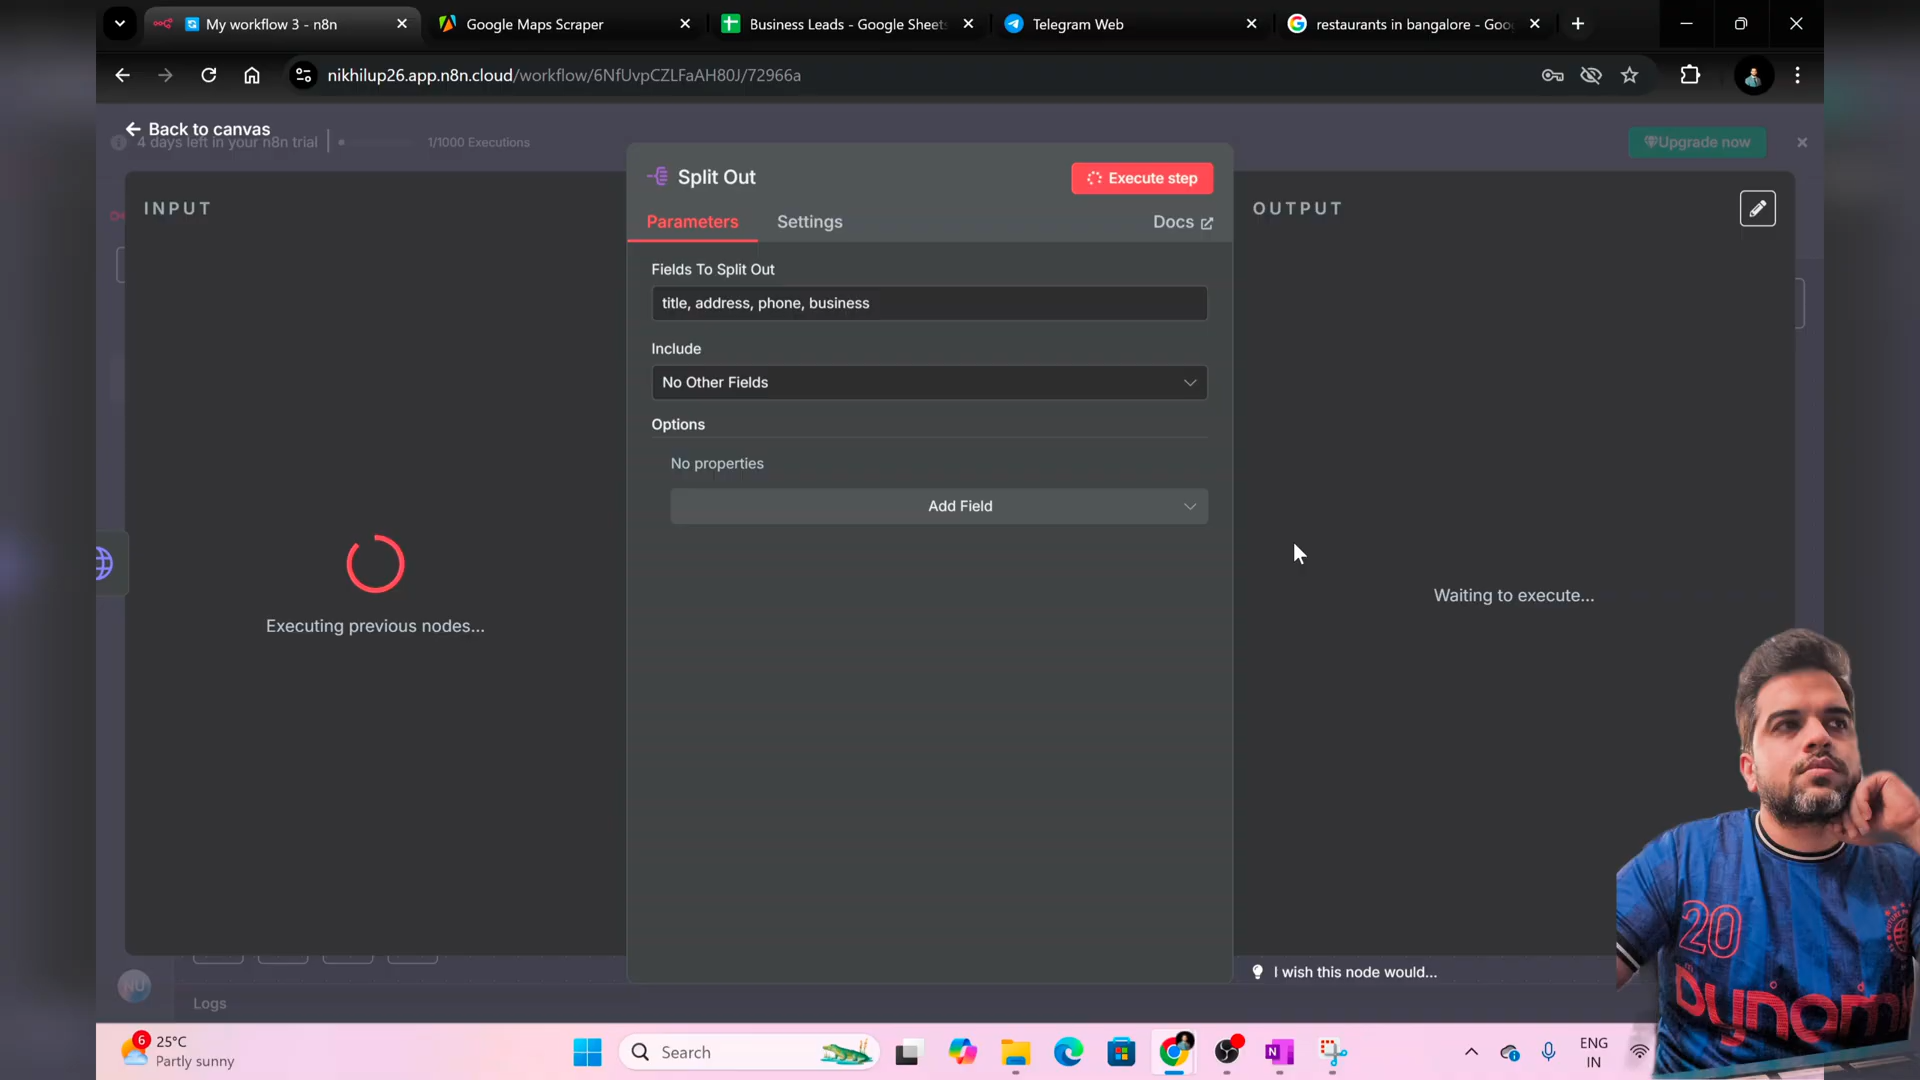 My workflow 3 - n8n
Google Maps Scraper
Business Leads - Google Sheets
Telegram Web
restaurants in bangalore - Goo
nikhilup26.app.n8n.cloud/workflow/6NfUvpCZLFaAH80J/72966a
Back to canvas
4 days left in your n8n trial
1/1000 Executions
Upgrade now
INPUT
Split Out
Execute step
OUTPUT
Parameters
Settings
Docs
Fields To Split Out
title, address, phone, business
Include
No Other Fields
Options
No properties
Add Field
Executing previous nodes...
Waiting to execute...
I wish this node would...
NU
Logs
6
25°C
Partly sunny
Search
ENG
IN
20